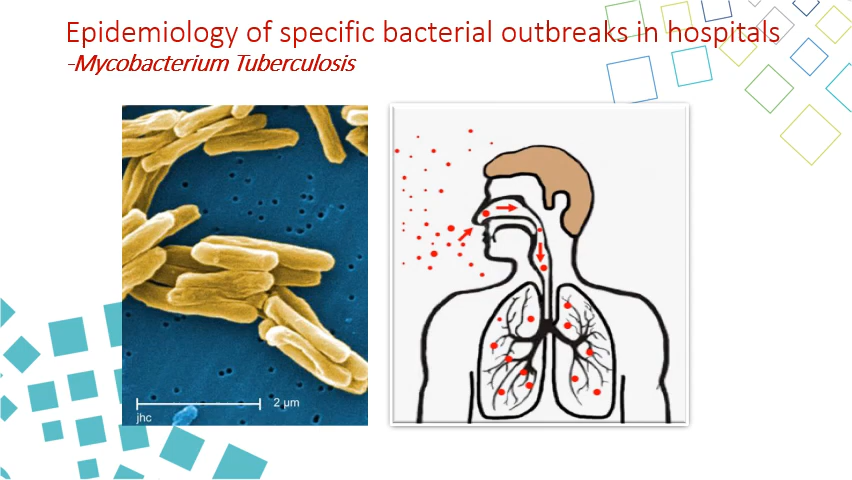 Epidemiology of specific bacterial outbreaks in hospitals
-Mycobacterium Tuberculosis
2 µm
jhc